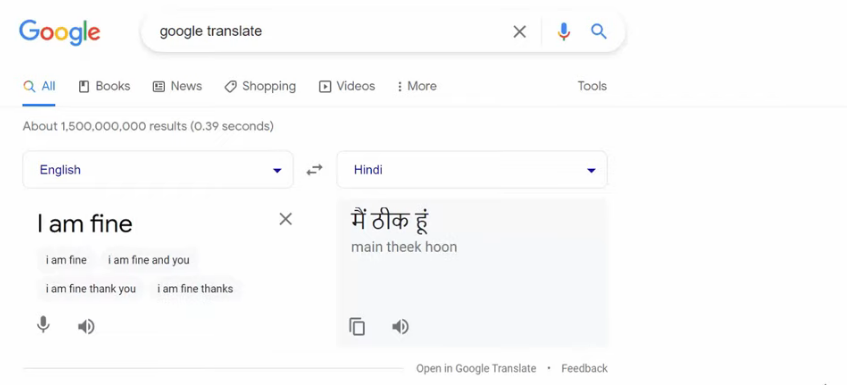 Google google translate
All Books News Shopping Videos More Tools
About 1,500,000,000 results (0.39 seconds)
English Hindi
I am fine
i am fine i am fine and you
i am fine thank you i am fine thanks
मैं ठीक हूं
main theek hoon
Open in Google Translate • Feedback